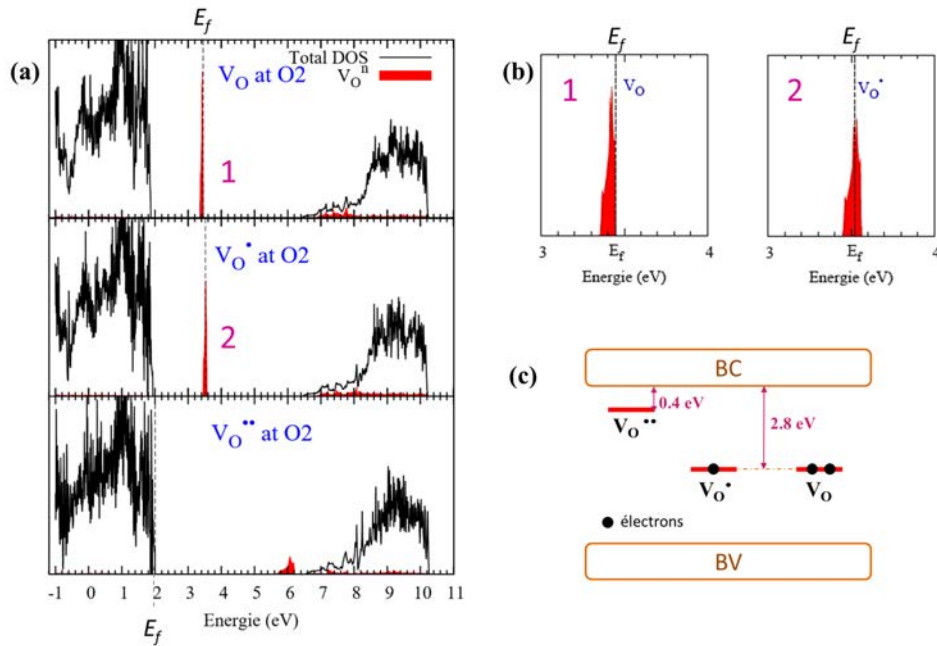 E_f
(a)
Total DOS
V_O^n
V_O at O2
1
V_O^• at O2
2
V_O^•• at O2
-1 0 1 2 3 4 5 6 7 8 9 10 11
Energie (eV)
E_f
(b)
E_f
1
V_O
3 E_f 4
Energie (eV)
E_f
2
V_O^•
3 E_f 4
Energie (eV)
(c)
BC
0.4 eV
V_O^••
2.8 eV
V_O^•
V_O
électrons
BV